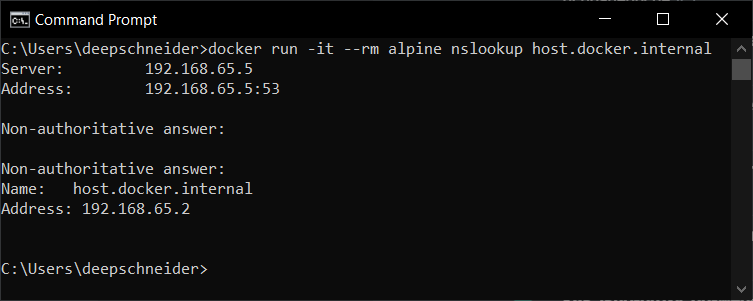 Command Prompt
C:\Users\deepschneider>docker run -it --rm alpine nslookup host.docker.internal
Server:         192.168.65.5
Address:        192.168.65.5:53
Non-authoritative answer:
Non-authoritative answer:
Name:   host.docker.internal
Address: 192.168.65.2
C:\Users\deepschneider>